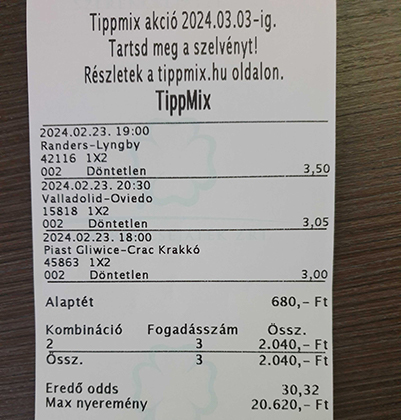 Tippmix akció 2024.03.03-ig.
Tartsd meg a szelvényt!
Részletek a tippmix.hu oldalon.
TippMix
2024.02.23. 19:00
Randers-Lyngby
42116 1X2
002 Döntetlen 3,50
2024.02.23. 20:30
Valladolid-Oviedo
15818 1X2
002 Döntetlen 3,05
2024.02.23. 18:00
Piast Gliwice-Crac Krakkó
45863 1X2
002 Döntetlen 3,00
Alaptét 680,- Ft
Kombináció Fogadásszám Össz.
2 3 2.040,- Ft
Össz. 3 2.040,- Ft
Eredő odds 30,32
Max nyeremény 20.620,- Ft